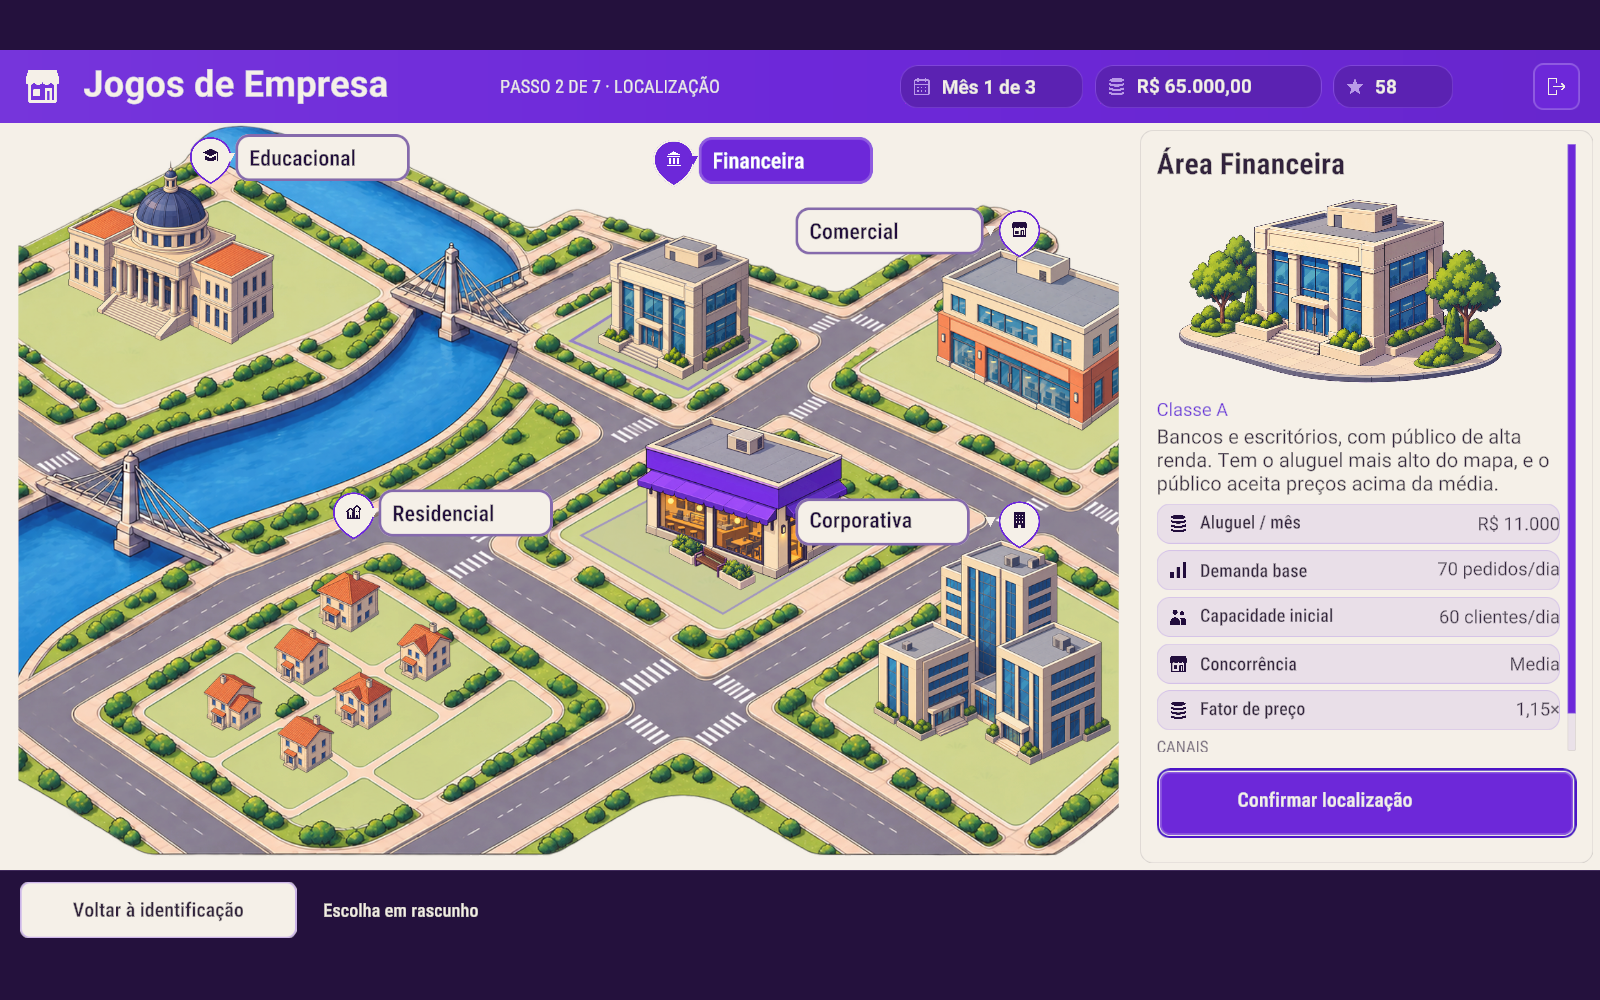 Jogos de Empresa
PASSO 2 DE 7 · LOCALIZAÇÃO
Mês 1 de 3
R$ 65.000,00
58
Educacional
Financeira
Comercial
Residencial
Corporativa
Área Financeira
Classe A
Bancos e escritórios, com público de alta
renda. Tem o aluguel mais alto do mapa, e o
público aceita preços acima da média.
Aluguel / mês R$ 11.000
Demanda base 70 pedidos/dia
Capacidade inicial 60 clientes/dia
Concorrência Media
Fator de preço 1,15×
CANAIS
Confirmar localização
Voltar à identificação
Escolha em rascunho